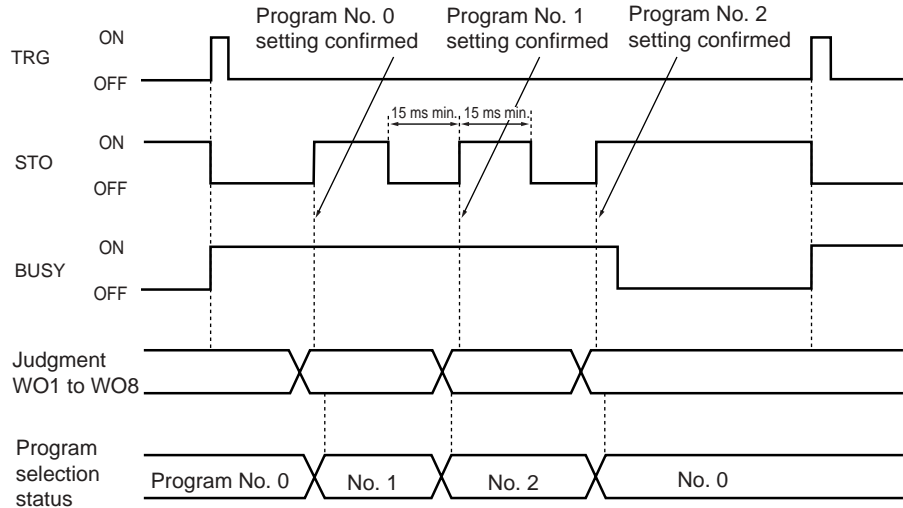 Program No. 0
setting confirmed
Program No. 1
setting confirmed
Program No. 2
setting confirmed
TRG
ON
OFF
15 ms min.
15 ms min.
STO
ON
OFF
BUSY
ON
OFF
Judgment
WO1 to WO8
Program
selection
status
Program No. 0
No. 1
No. 2
No. 0